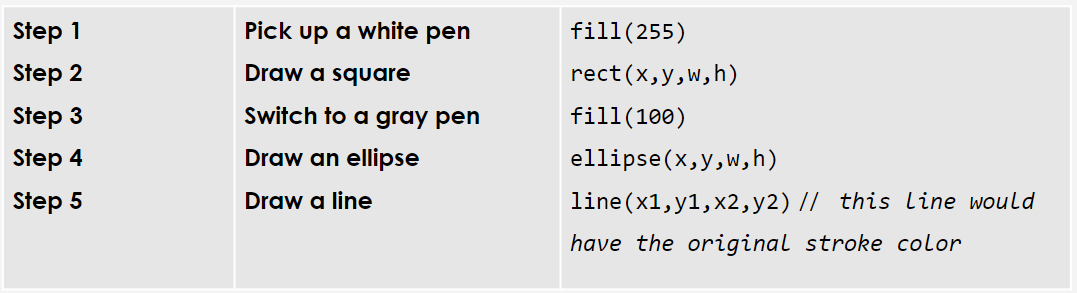 Step 1 Pick up a white pen fill(255)
Step 2 Draw a square rect(x,y,w,h)
Step 3 Switch to a gray pen fill(100)
Step 4 Draw an ellipse ellipse(x,y,w,h)
Step 5 Draw a line line(x1,y1,x2,y2) // this line would
have the original stroke color